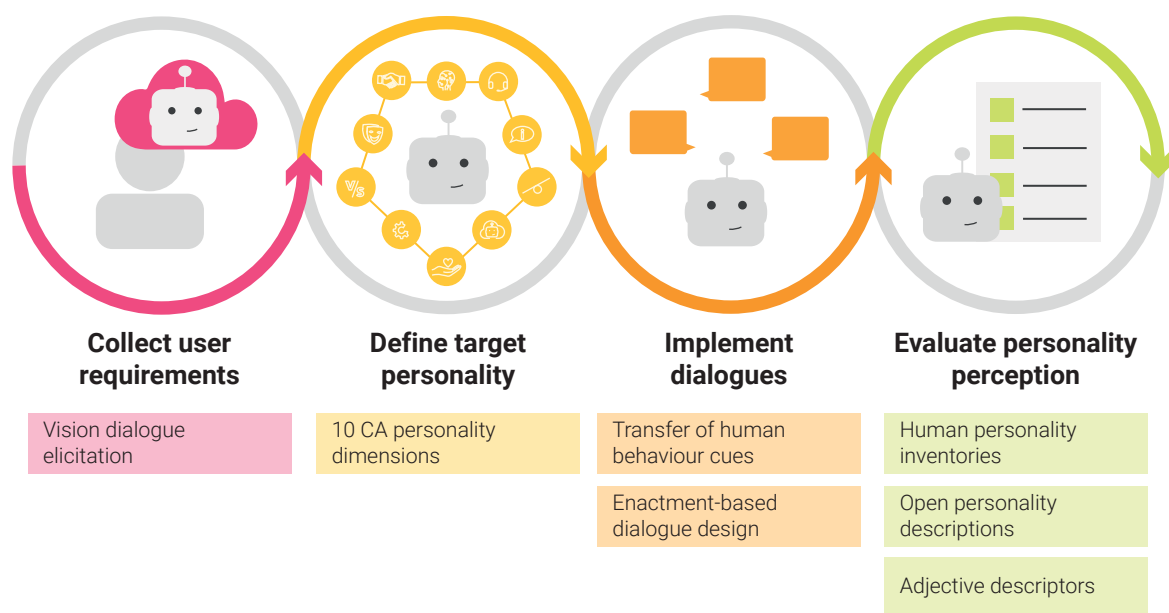 V/S
Collect user
requirements
Define target
personality
Implement
dialogues
Evaluate personality
perception
Vision dialogue
elicitation
10 CA personality
dimensions
Transfer of human
behaviour cues
Enactment-based
dialogue design
Human personality
inventories
Open personality
descriptions
Adjective descriptors